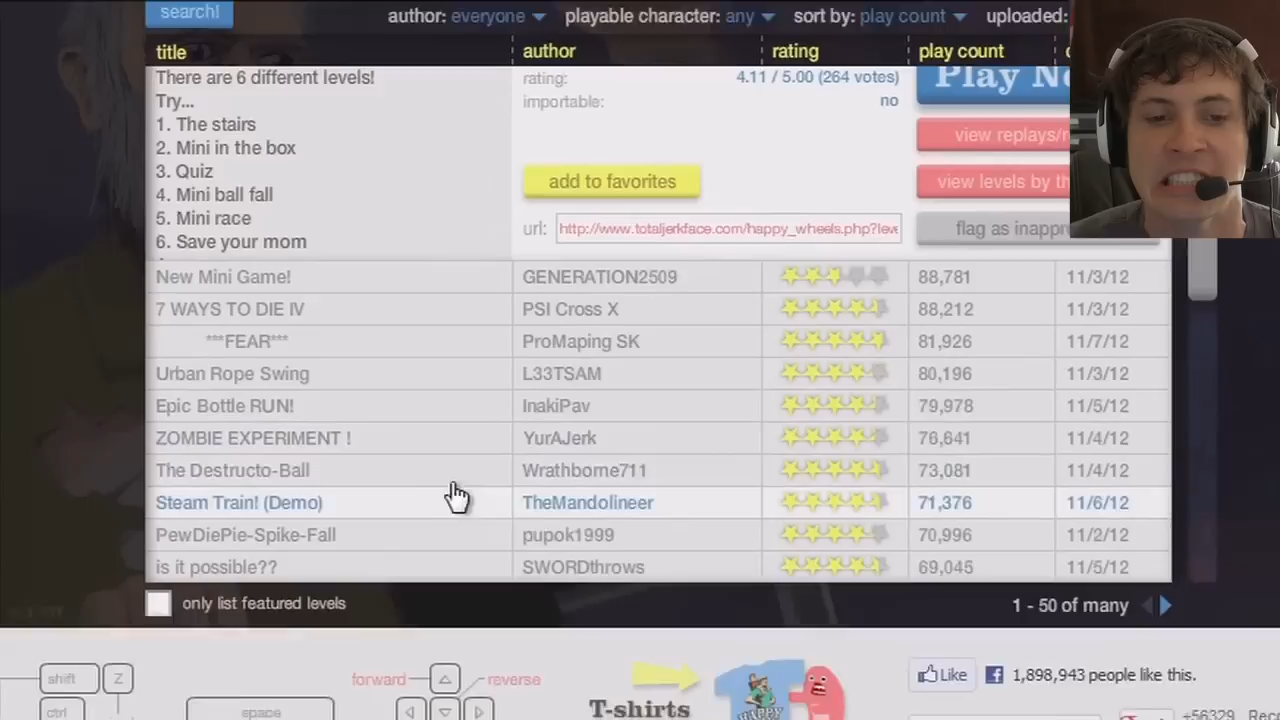 search! author: everyone playable character: any sort by: play count uploaded:
title author rating play count
There are 6 different levels! rating: 4.11 / 5.00 (264 votes) Play
Try... importable: no
1. The stairs view replays/
2. Mini in the box
3. Quiz add to favorites view levels by
4. Mini ball fall
5. Mini race url: http://www.totaljerkface.com/happy_wheels.php? flag as
6. Save your mom
New Mini Game! GENERATION2509 88,781 11/3/12
7 WAYS TO DIE IV PSI Cross X 88,212 11/3/12
***FEAR*** ProMaping SK 81,926 11/7/12
Urban Rope Swing L33TSAM 80,196 11/3/12
Epic Bottle RUN! InakiPav 79,978 11/5/12
ZOMBIE EXPERIMENT ! YurAJerk 76,641 11/4/12
The Destructo-Ball Wrathborne711 73,081 11/4/12
Steam Train! (Demo) TheMandolineer 71,376 11/6/12
PewDiePie-Spike-Fall pupok1999 70,996 11/2/12
is it possible?? SWORDthrows 69,045 11/5/12
only list featured levels 1 - 50 of many
shift Z forward reverse Like 1,898,943 people like this.
ctrl space T-shirts HAPPY +56329